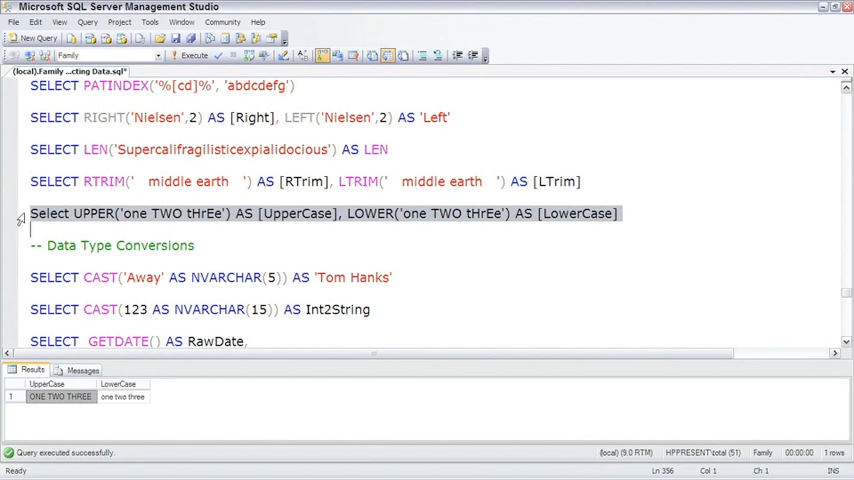 Microsoft SQL Server Management Studio
File Edit View Query Project Tools Window Community Help
New Query
Family Execute
(local).Family ...cting Data.sql*
SELECT PATINDEX('%[cd]%', 'abdcdefg')
SELECT RIGHT('Nielsen',2) AS [Right], LEFT('Nielsen',2) AS 'Left'
SELECT LEN('Supercalifragilisticexpialidocious') AS LEN
SELECT RTRIM('   middle earth   ') AS [RTrim], LTRIM('   middle earth   ') AS [LTrim]
Select UPPER('one TWO tHrEe') AS [UpperCase], LOWER('one TWO tHrEe') AS [LowerCase]
-- Data Type Conversions
SELECT CAST('Away' AS NVARCHAR(5)) AS 'Tom Hanks'
SELECT CAST(123 AS NVARCHAR(15)) AS Int2String
SELECT  GETDATE() AS RawDate,
Results Messages
UpperCase LowerCase
1 ONE TWO THREE one two three
Query executed successfully. (local) (9.0 RTM) HPPRESENT\total (51) Family 00:00:00 1 rows
Ready Ln 356 Col 1 Ch 1 INS